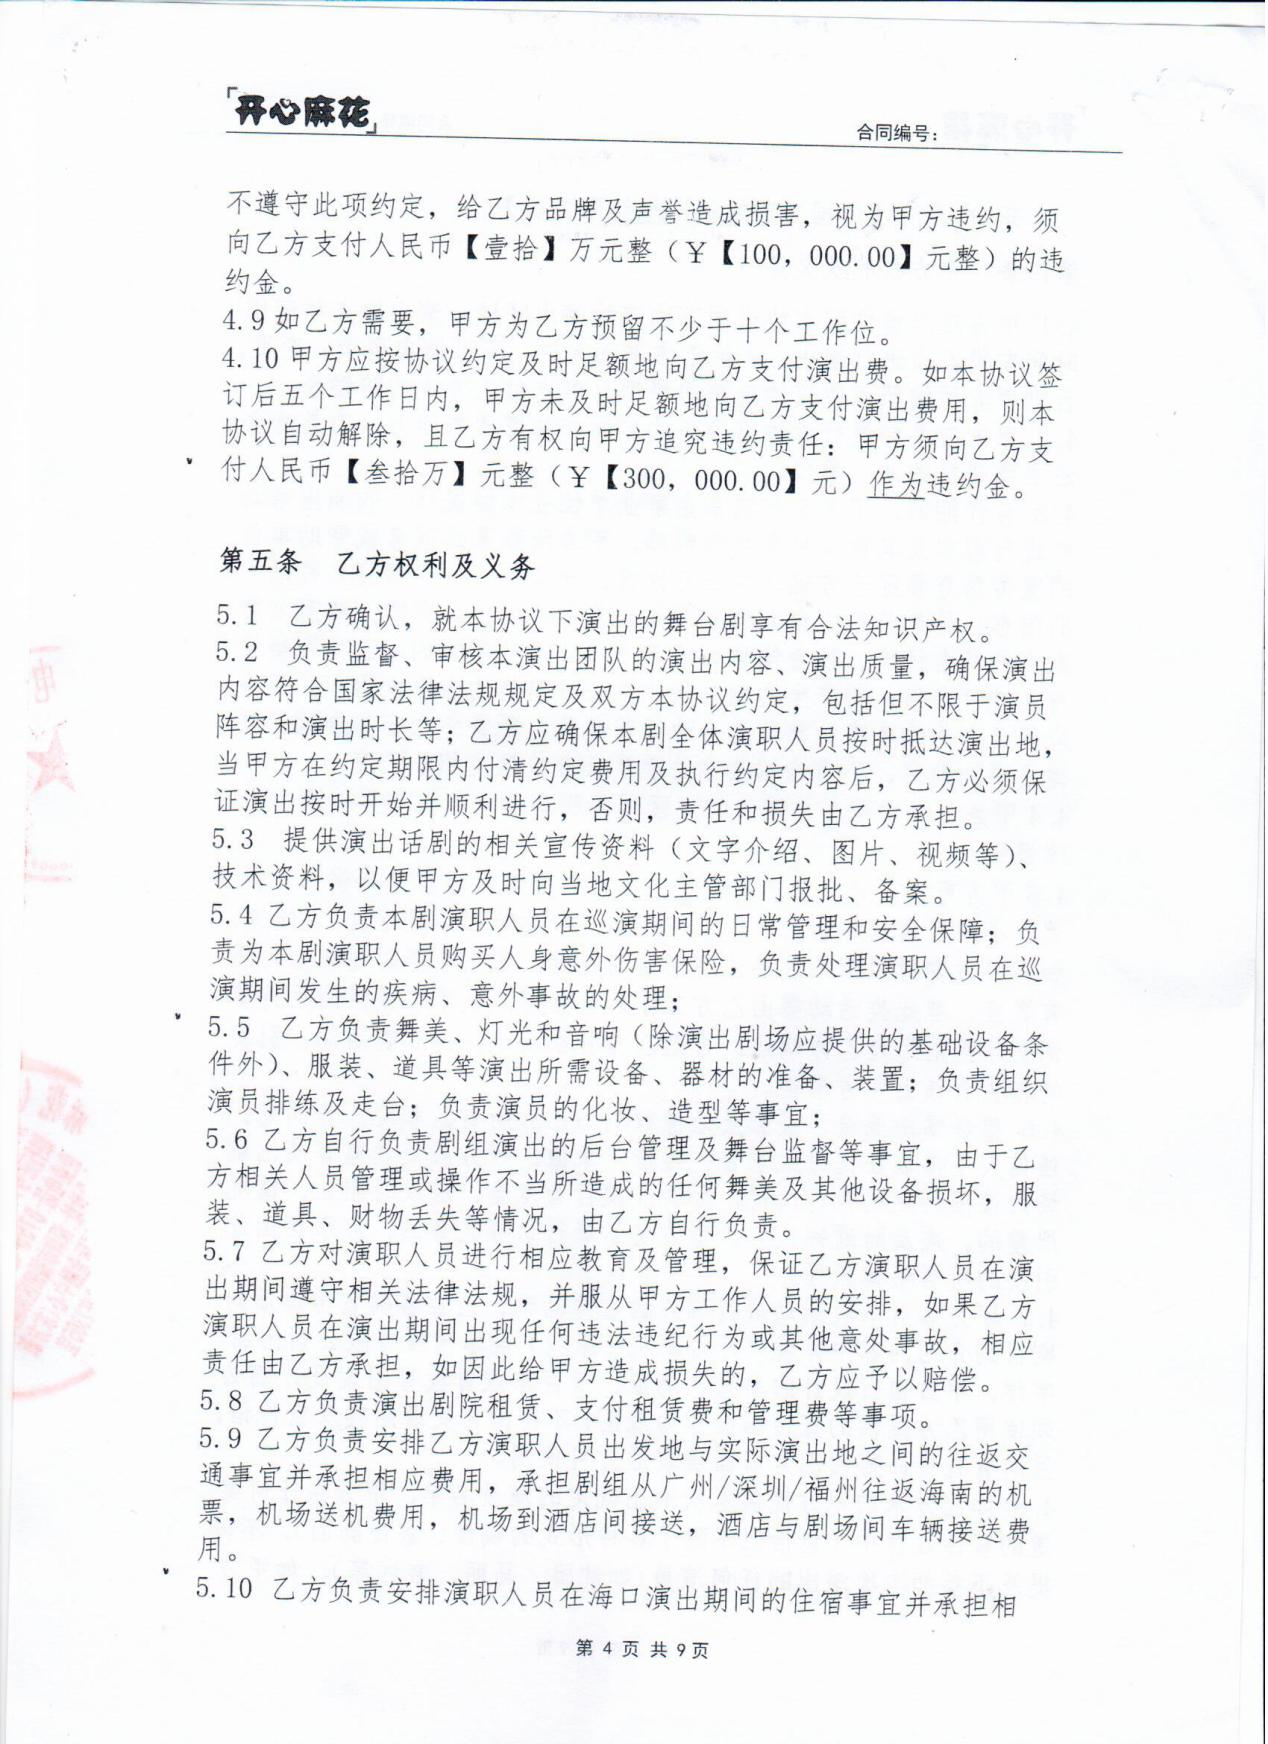 「开心麻花」
合同编号：
不遵守此项约定，给乙方品牌及声誉造成损害，视为甲方违约，须
向乙方支付人民币【壹拾】万元整（￥【100，000.00】元整）的违
约金。
4.9 如乙方需要，甲方为乙方预留不少于十个工作位。
4.10 甲方应按协议约定及时足额地向乙方支付演出费。如本协议签
订后五个工作日内，甲方未及时足额地向乙方支付演出费用，则本
协议自动解除，且乙方有权向甲方追究违约责任：甲方须向乙方支
付人民币【叁拾万】元整（￥【300，000.00】元）作为违约金。
第五条 乙方权利及义务
5.1 乙方确认，就本协议下演出的舞台剧享有合法知识产权。
5.2 负责监督、审核本演出团队的演出内容、演出质量，确保演出
内容符合国家法律法规规定及双方本协议约定，包括但不限于演员
阵容和演出时长等；乙方应确保本剧全体演职人员按时抵达演出地，
当甲方在约定期限内付清约定费用及执行约定内容后，乙方必须保
证演出按时开始并顺利进行，否则，责任和损失由乙方承担。
5.3 提供演出话剧的相关宣传资料（文字介绍、图片、视频等）、
技术资料，以便甲方及时向当地文化主管部门报批、备案。
5.4 乙方负责本剧演职人员在巡演期间的日常管理和安全保障；负
责为本剧演职人员购买人身意外伤害保险，负责处理演职人员在巡
演期间发生的疾病、意外事故的处理；
5.5 乙方负责舞美、灯光和音响（除演出剧场应提供的基础设备条
件外）、服装、道具等演出所需设备、器材的准备、装置；负责组织
演员排练及走台；负责演员的化妆、造型等事宜；
5.6 乙方自行负责剧组演出的后台管理及舞台监督等事宜，由于乙
方相关人员管理或操作不当所造成的任何舞美及其他设备损坏，服
装、道具、财物丢失等情况，由乙方自行负责。
5.7 乙方对演职人员进行相应教育及管理，保证乙方演职人员在演
出期间遵守相关法律法规，并服从甲方工作人员的安排，如果乙方
演职人员在演出期间出现任何违法违纪行为或其他意处事故，相应
责任由乙方承担，如因此给甲方造成损失的，乙方应予以赔偿。
5.8 乙方负责演出剧院租赁、支付租赁费和管理费等事项。
5.9 乙方负责安排乙方演职人员出发地与实际演出地之间的往返交
通事宜并承担相应费用，承担剧组从广州/深圳/福州往返海南的机
票，机场送机费用，机场到酒店间接送，酒店与剧场间车辆接送费
用。
5.10 乙方负责安排演职人员在海口演出期间的住宿事宜并承担相
第 4 页 共 9 页